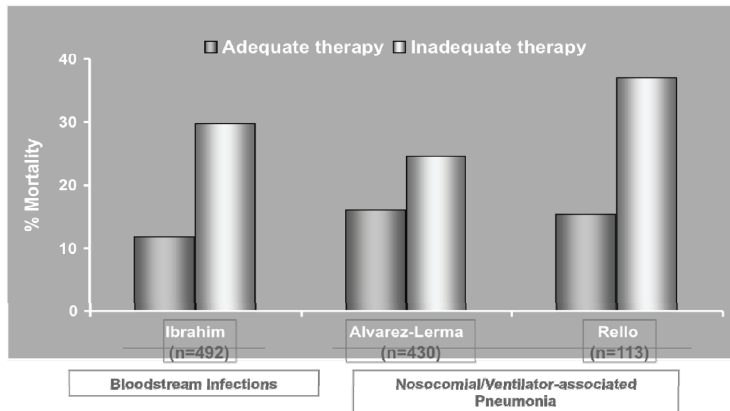 Adequate therapy Inadequate therapy
40
30
20
10
0
% Mortality
Ibrahim Alvarez-Lerma Rello
(n=492) (n=430) (n=113)
Bloodstream Infections Nosocomial/Ventilator-associated
Pneumonia